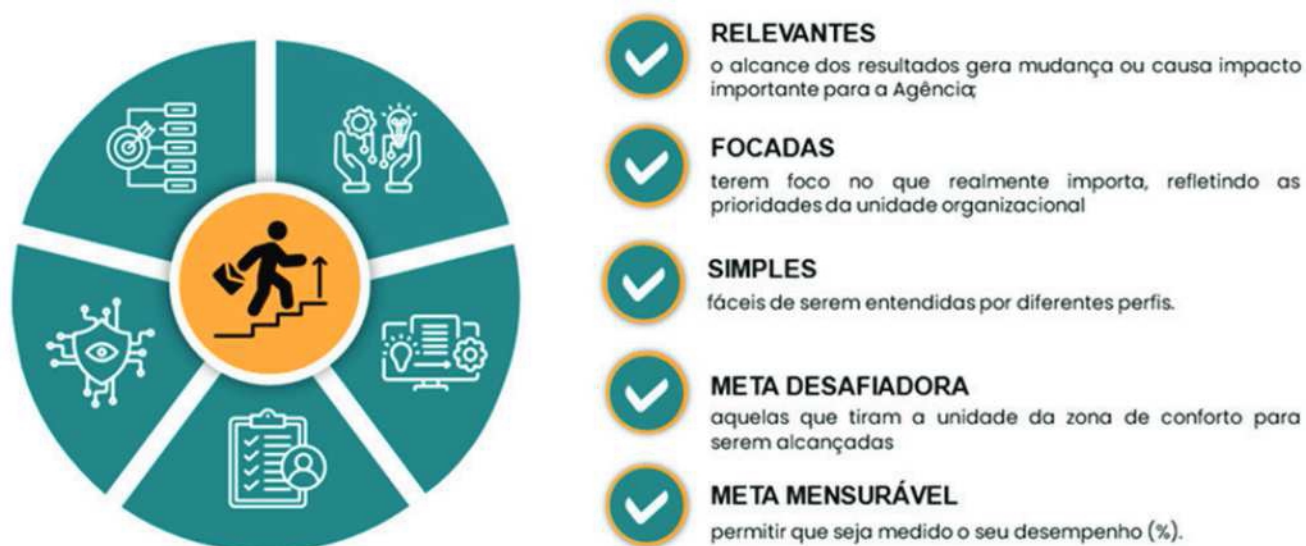 RELEVANTES
o alcance dos resultados gera mudança ou causa impacto
importante para a Agência;
FOCADAS
terem foco no que realmente importa, refletindo as
prioridades da unidade organizacional
SIMPLES
fáceis de serem entendidas por diferentes perfis.
META DESAFIADORA
aquelas que tiram a unidade da zona de conforto para
serem alcançadas
META MENSURÁVEL
permitir que seja medido o seu desempenho (%).